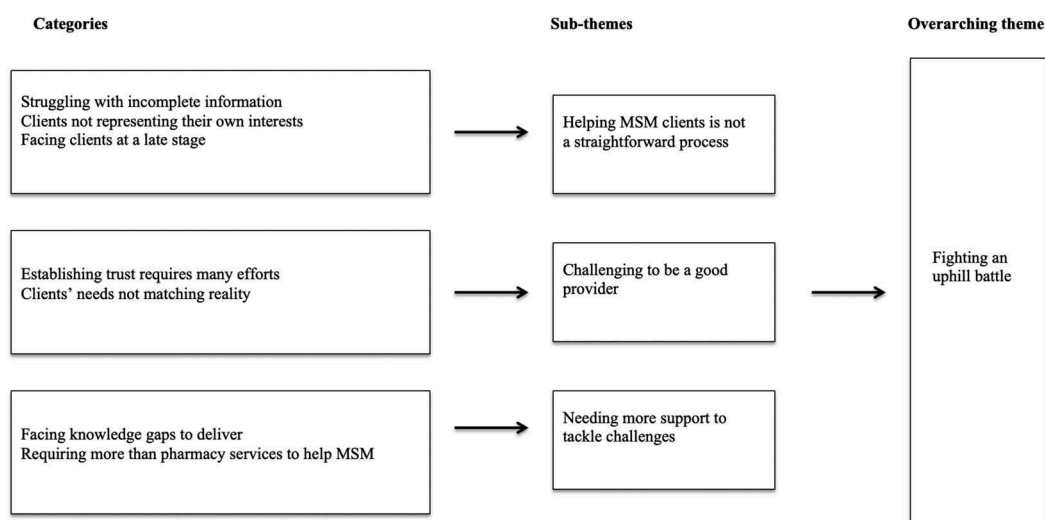 Categories
Sub-themes
Overarching theme
Struggling with incomplete information
Clients not representing their own interests
Facing clients at a late stage
Helping MSM clients is not
a straightforward process
Establishing trust requires many efforts
Clients’ needs not matching reality
Challenging to be a good
provider
Facing knowledge gaps to deliver
Requiring more than pharmacy services to help MSM
Needing more support to
tackle challenges
Fighting an
uphill battle